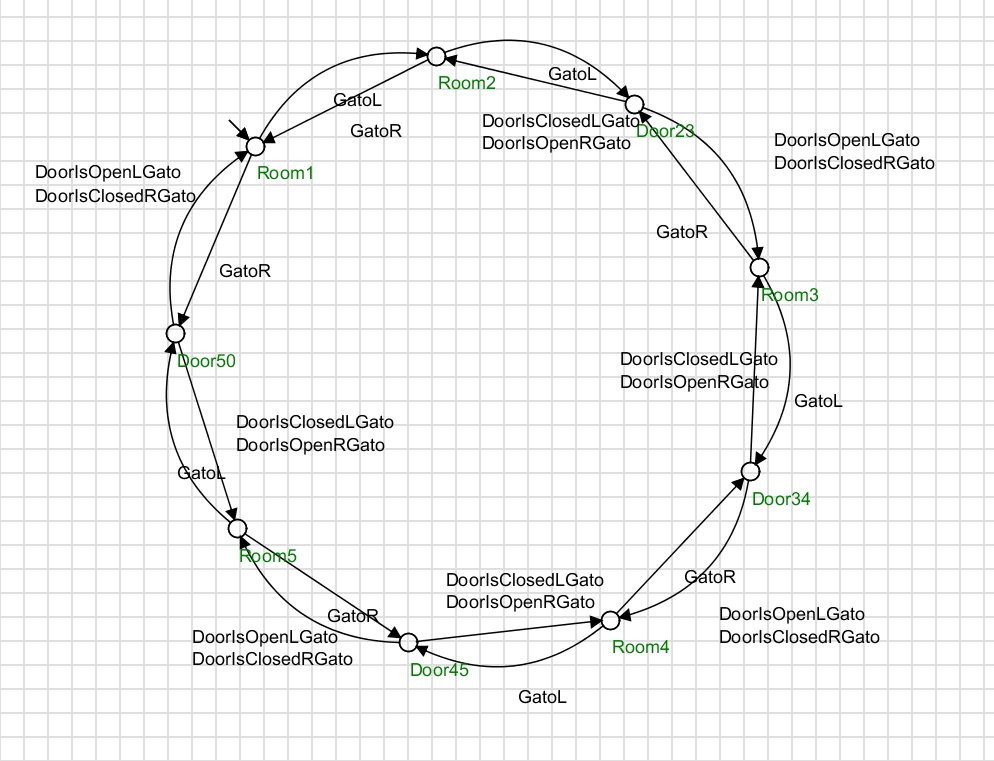 Room2
GatoL
GatoL
GatoR
DoorIsClosedLGato
DoorIsOpenRGato
Door23
DoorIsOpenLGato
DoorIsClosedRGato
Room1
DoorIsOpenLGato
DoorIsClosedRGato
GatoR
GatoR
Room3
Door50
DoorIsClosedLGato
DoorIsOpenRGato
GatoL
DoorIsClosedLGato
DoorIsOpenRGato
GatoL
Door34
Room5
DoorIsClosedLGato
DoorIsOpenRGato
GatoR
GatoR
DoorIsOpenLGato
DoorIsClosedRGato
DoorIsOpenLGato
DoorIsClosedRGato
Room4
Door45
GatoL